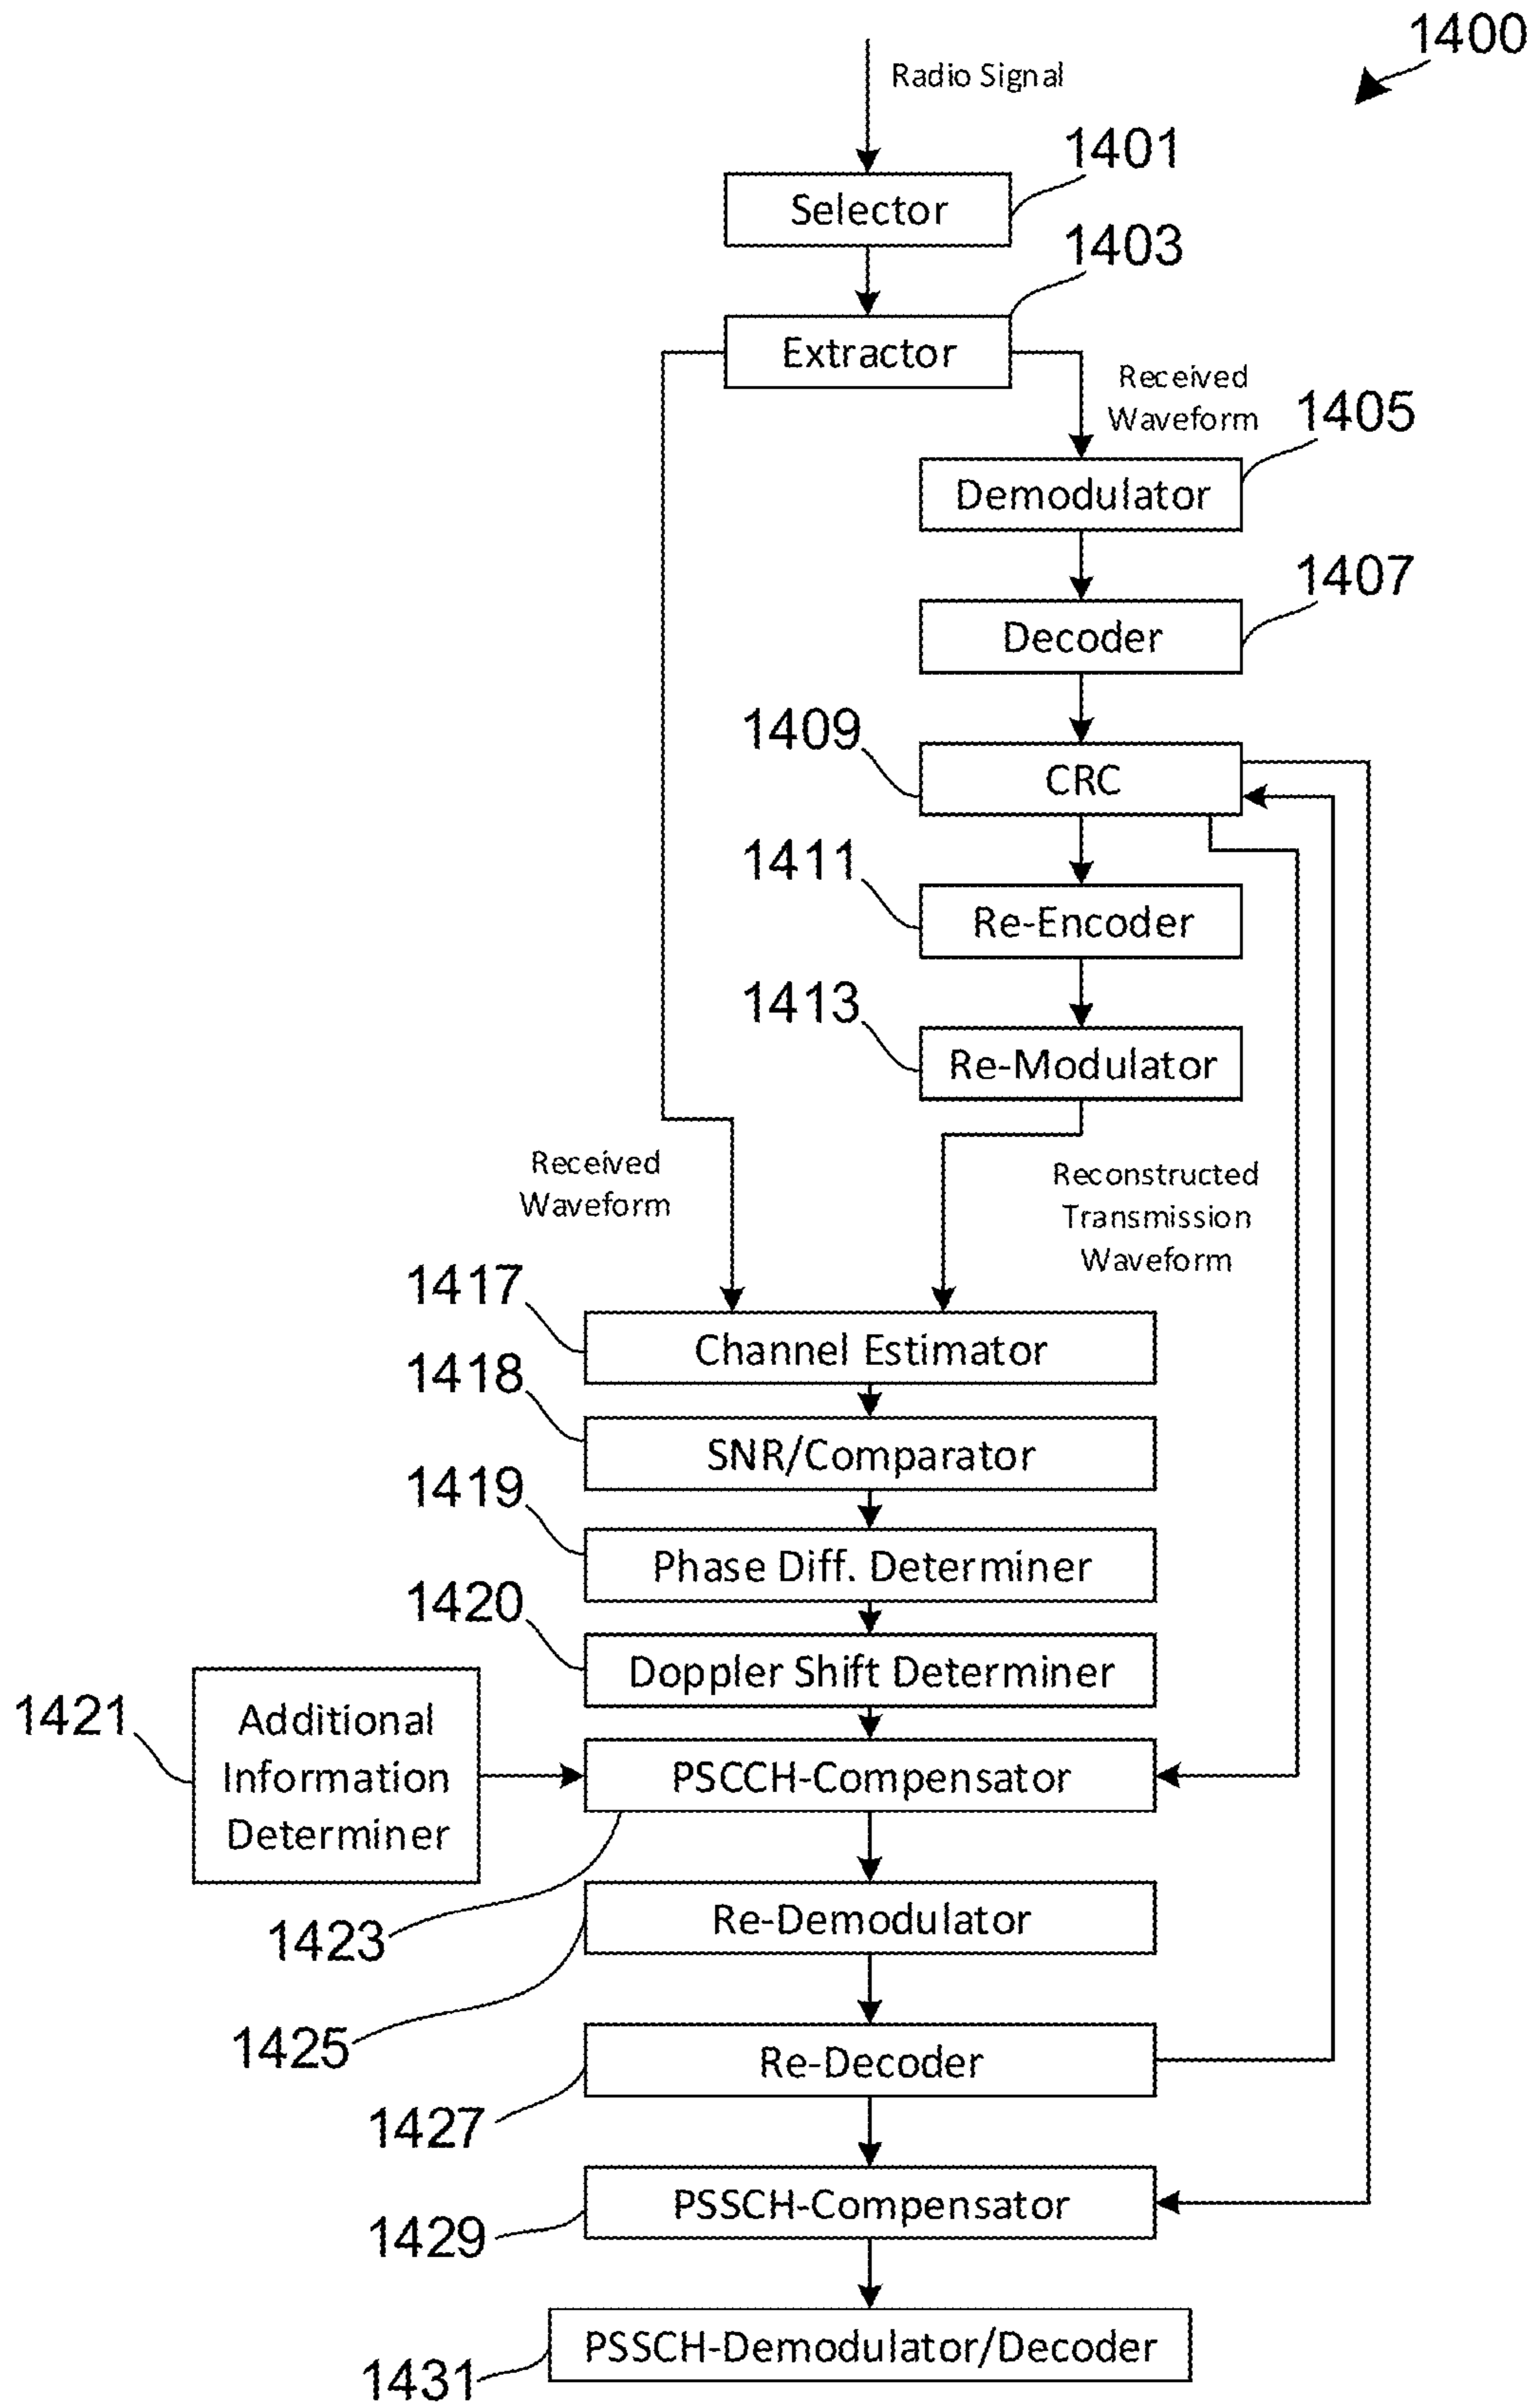 1400
Radio Signal
1401
Selector
1403
Extractor
Received
Waveform
1405
Demodulator
1407
Decoder
1409
CRC
1411
Re-Encoder
1413
Re-Modulator
Received
Waveform
Reconstructed
Transmission
Waveform
1417
Channel Estimator
1418
SNR/Comparator
1419
Phase Diff. Determiner
1420
Doppler Shift Determiner
1421
Additional
Information
Determiner
PSCCH-Compensator
1423
Re-Demodulator
1425
Re-Decoder
1427
PSSCH-Compensator
1429
PSSCH-Demodulator/Decoder
1431